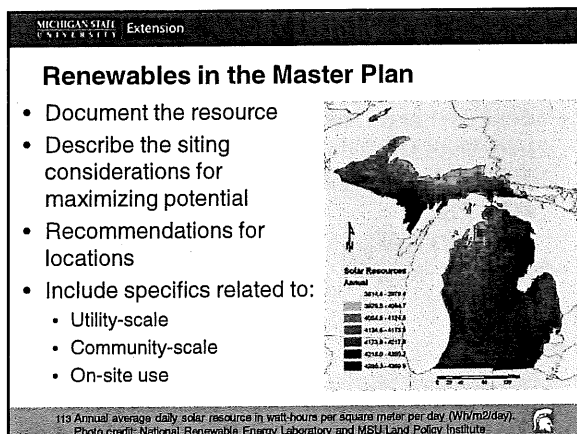 MICHIGAN STATE
UNIVERSITY
Extension
Renewables in the Master Plan
• Document the resource
• Describe the siting
considerations for
maximizing potential
• Recommendations for
locations
• Include specifics related to:
• Utility-scale
• Community-scale
• On-site use
Solar Resources
Annual
113 Annual average daily solar resource in watt-hours per square meter per day (Wh/m2/day).
Photo credit: National Renewable Energy Laboratory and MSU Land Policy Institute